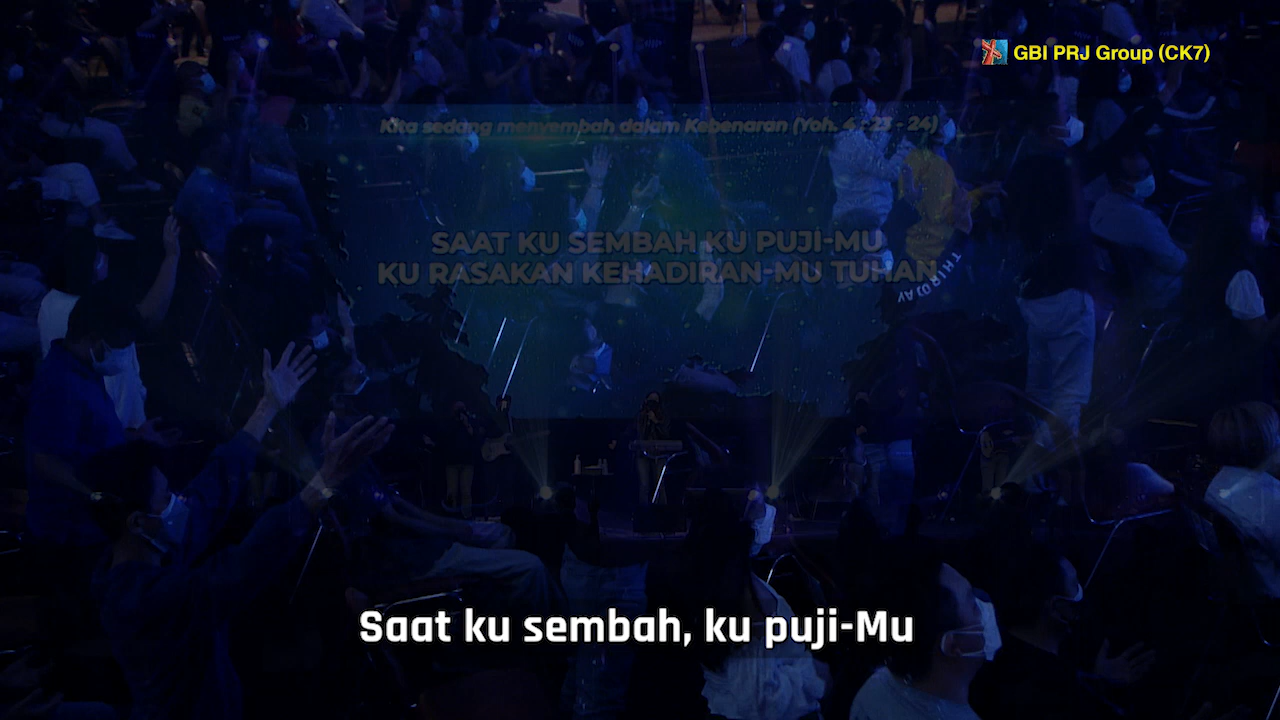 GBI PRJ Group (CK7)
Kita sedang menyembah dalam Kebenaran (Yoh. 4 : 23 - 24)
SAAT KU SEMBAH KU PUJI-MU
KU RASAKAN KEHADIRAN-MU TUHAN
Saat ku sembah, ku puji-Mu